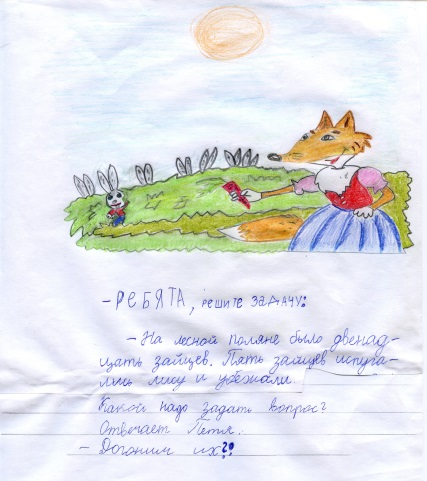 - РЕБЯТА, решите задачу:
- На лесной поляне было двенад-
цать зайцев. Пять зайцев испуга-
лись лису и убежали.
Какой надо задать вопрос?
Отвечает Петя.
- Догоним их?!